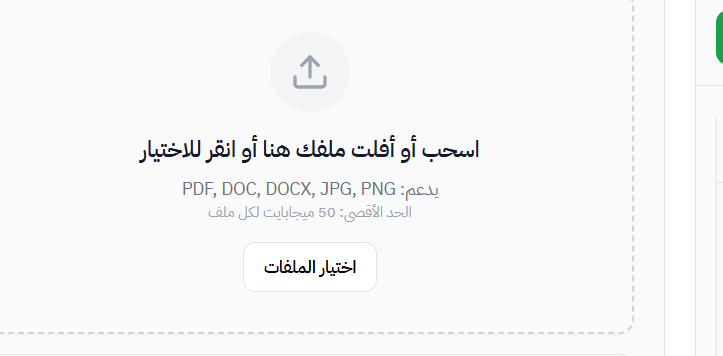 اسحب أو أفلت ملفك هنا أو انقر للاختيار
يدعم: PDF, DOC, DOCX, JPG, PNG
الحد الأقصى: 50 ميجابايت لكل ملف
اختيار الملفات